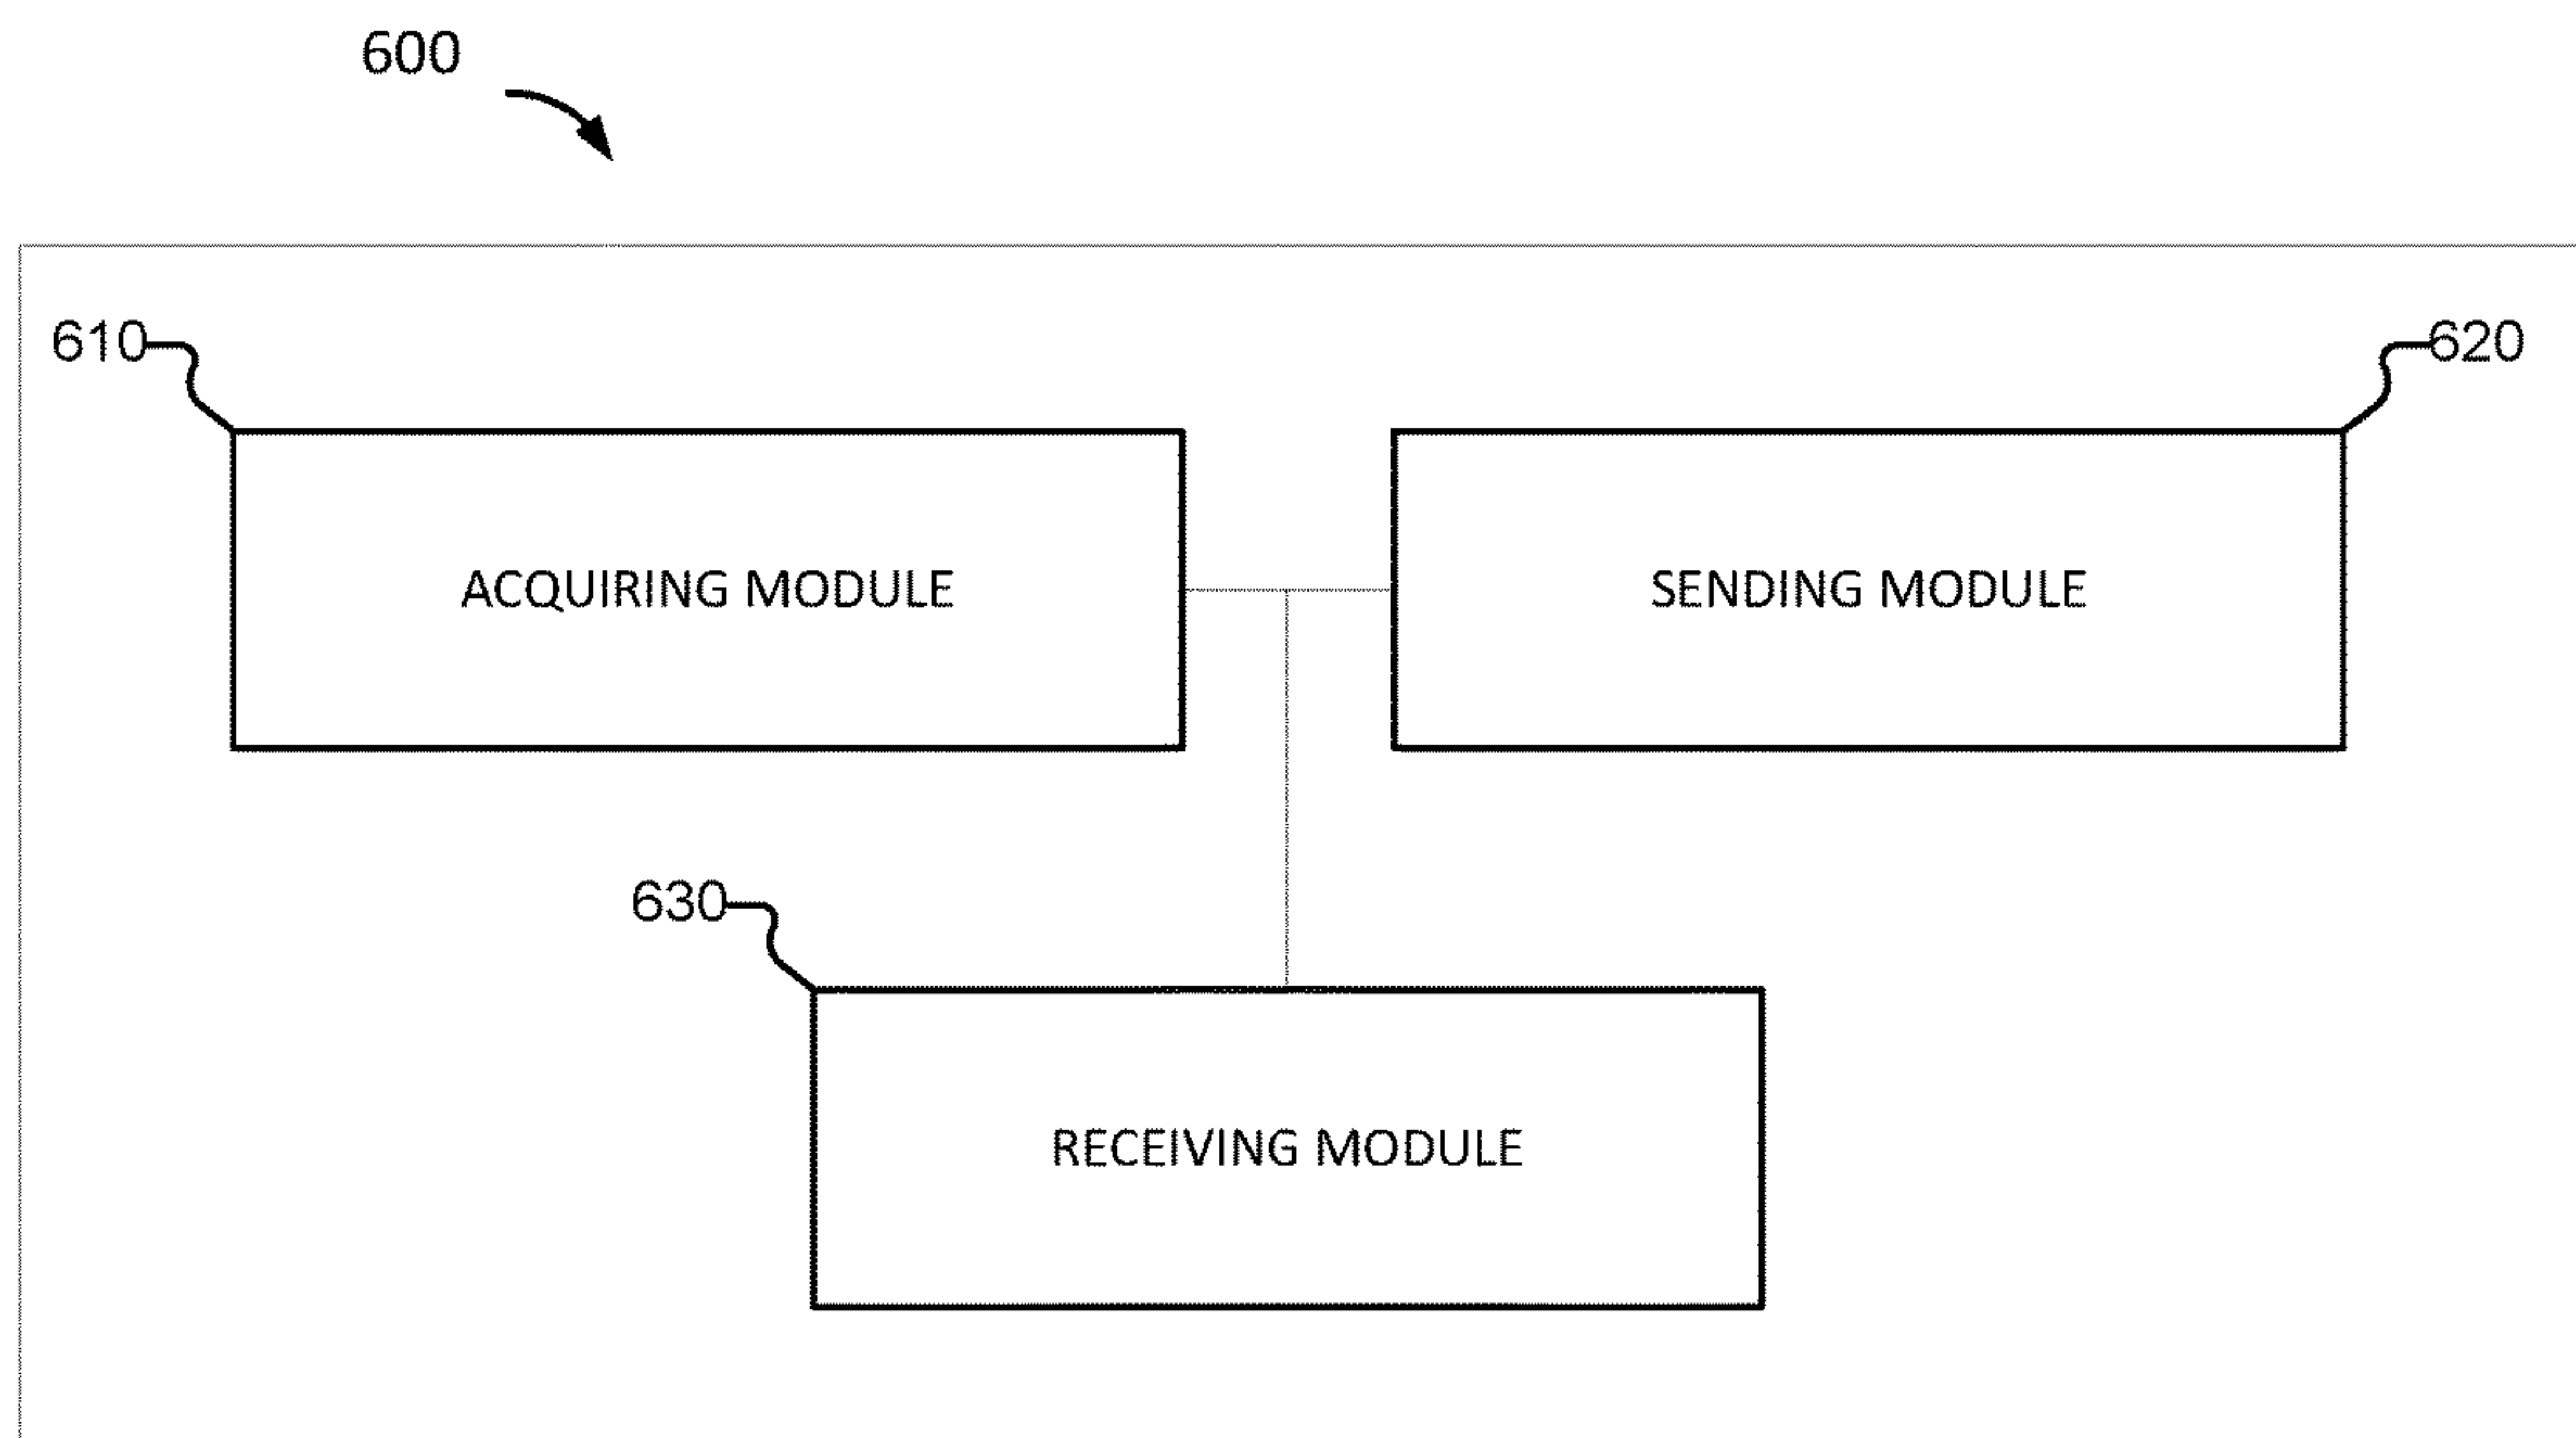 600
610
620
ACQUIRING MODULE
SENDING MODULE
630
RECEIVING MODULE